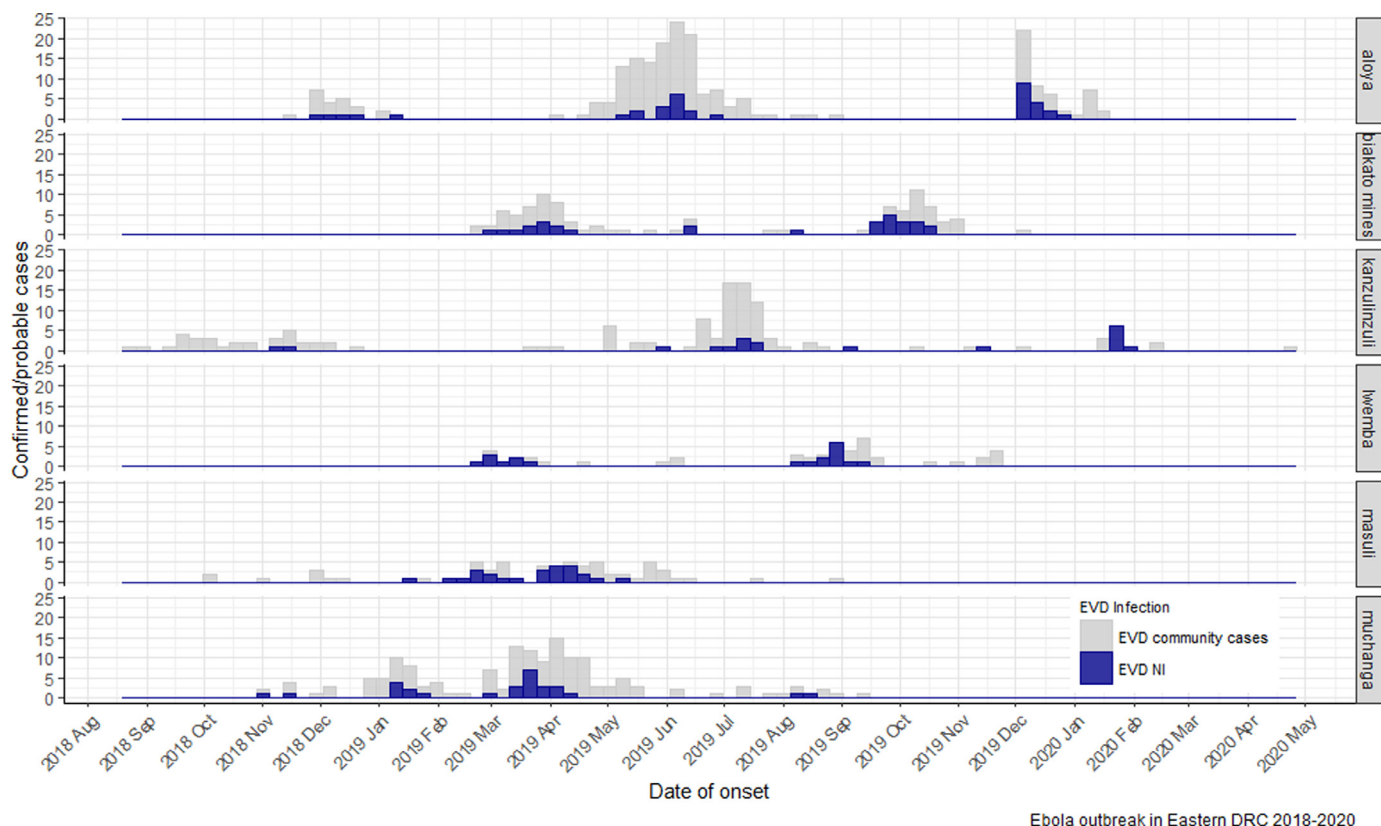 Confirmed/probable cases
25
20
15
10
5
0
aloya
25
20
15
10
5
0
biakato mines
25
20
15
10
5
0
kanzulinzuli
25
20
15
10
5
0
lwemba
25
20
15
10
5
0
masuli
25
20
15
10
5
0
muchanga
EVD Infection
EVD community cases
EVD NI
2018 Aug
2018 Sep
2018 Oct
2018 Nov
2018 Dec
2019 Jan
2019 Feb
2019 Mar
2019 Apr
2019 May
2019 Jun
2019 Jul
2019 Aug
2019 Sep
2019 Oct
2019 Nov
2019 Dec
2020 Jan
2020 Feb
2020 Mar
2020 Apr
2020 May
Date of onset
Ebola outbreak in Eastern DRC 2018-2020